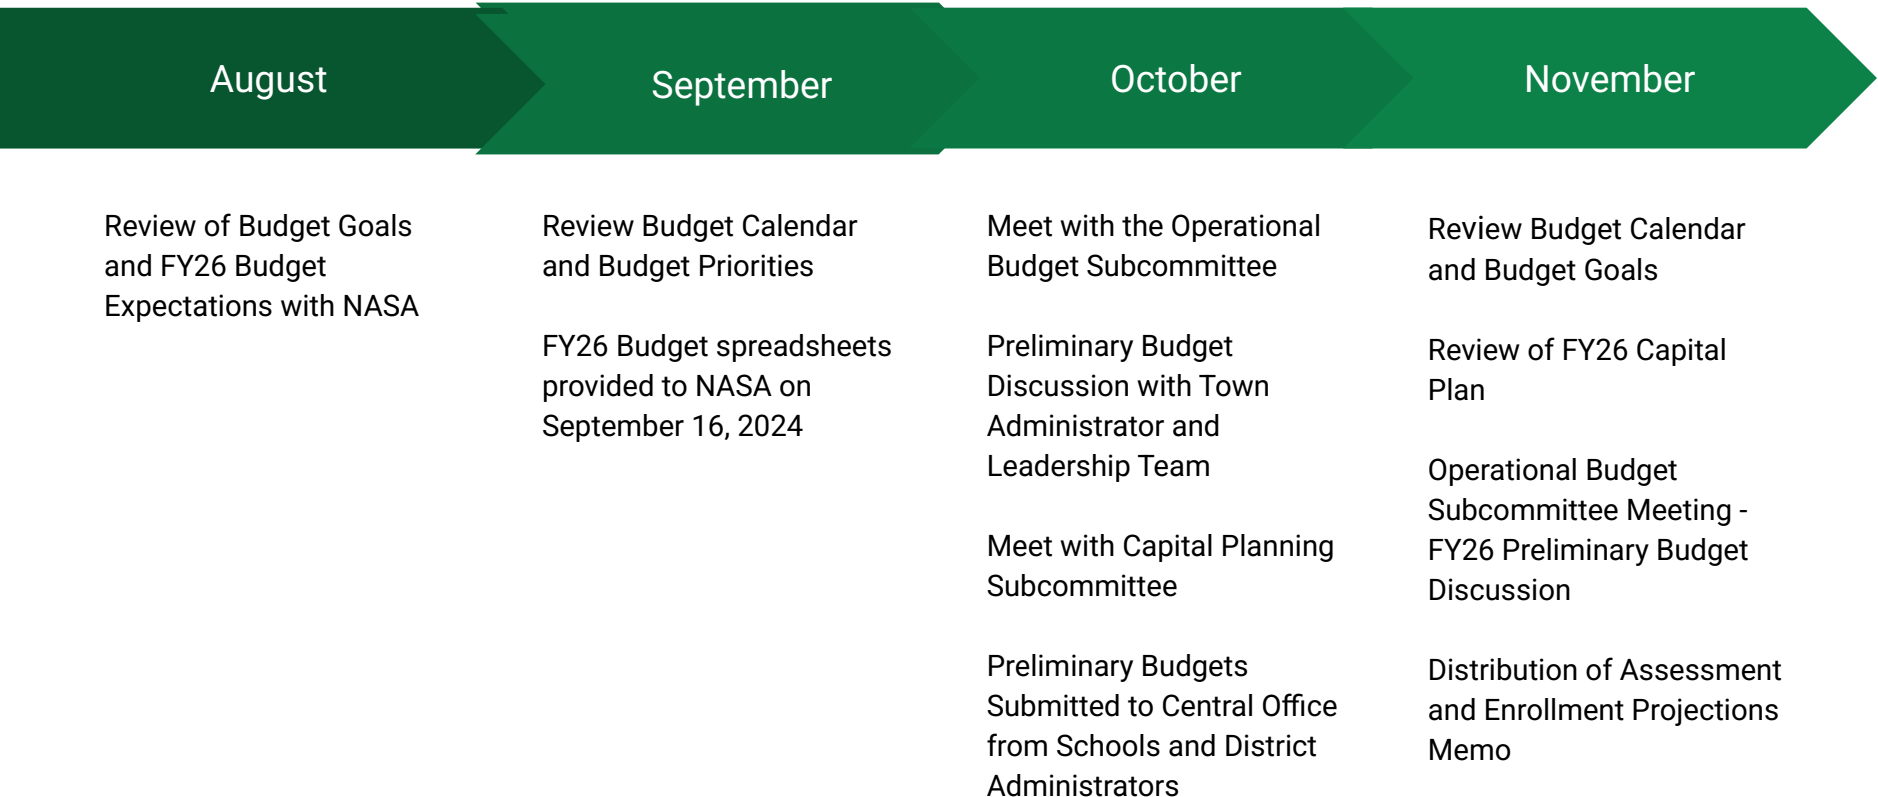 August
September
October
November
Review of Budget Goals
and FY26 Budget
Expectations with NASA
Review Budget Calendar
and Budget Priorities
FY26 Budget spreadsheets
provided to NASA on
September 16, 2024
Meet with the Operational
Budget Subcommittee
Preliminary Budget
Discussion with Town
Administrator and
Leadership Team
Meet with Capital Planning
Subcommittee
Preliminary Budgets
Submitted to Central Office
from Schools and District
Administrators
Review Budget Calendar
and Budget Goals
Review of FY26 Capital
Plan
Operational Budget
Subcommittee Meeting -
FY26 Preliminary Budget
Discussion
Distribution of Assessment
and Enrollment Projections
Memo